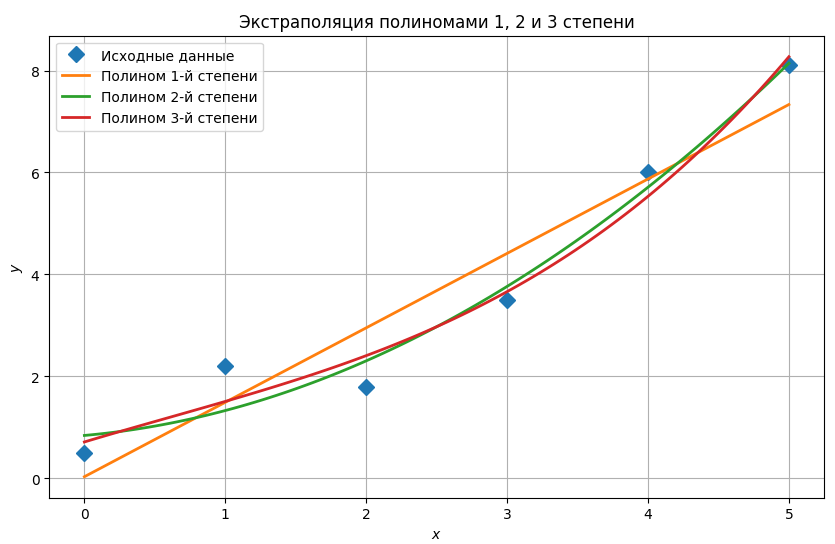 Экстраполяция полиномами 1, 2 и 3 степени
Исходные данные
Полином 1-й степени
Полином 2-й степени
Полином 3-й степени
8
6
4
2
0
y
0 1 2 3 4 5
x